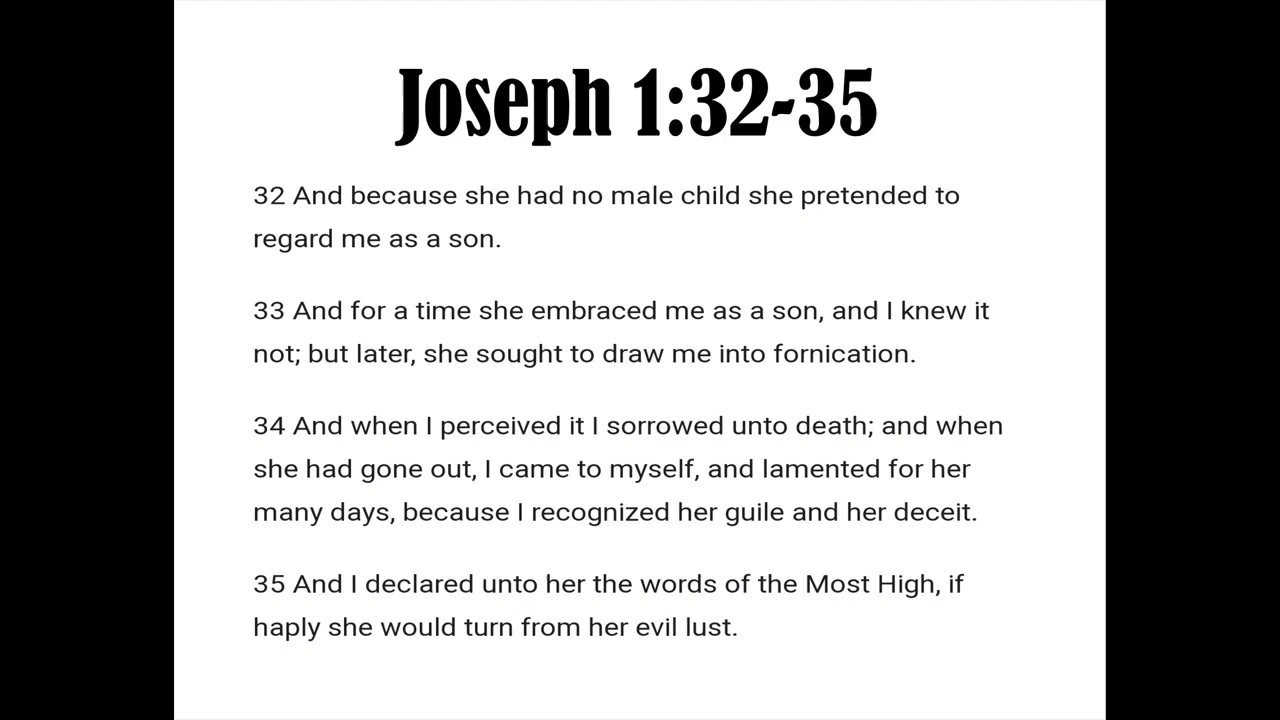 Joseph 1:32-35
32 And because she had no male child she pretended to
regard me as a son.
33 And for a time she embraced me as a son, and I knew it
not; but later, she sought to draw me into fornication.
34 And when I perceived it I sorrowed unto death; and when
she had gone out, I came to myself, and lamented for her
many days, because I recognized her guile and her deceit.
35 And I declared unto her the words of the Most High, if
haply she would turn from her evil lust.